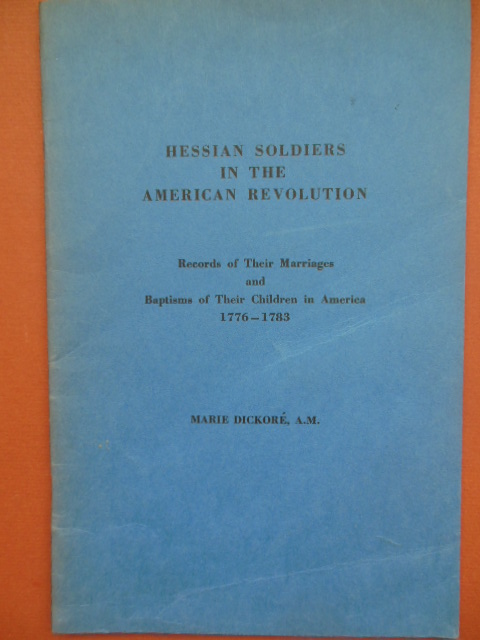 HESSIAN SOLDIERS
IN THE
AMERICAN REVOLUTION
Records of Their Marriages
and
Baptisms of Their Children in America
1776–1783
MARIE DICKORÉ, A.M.